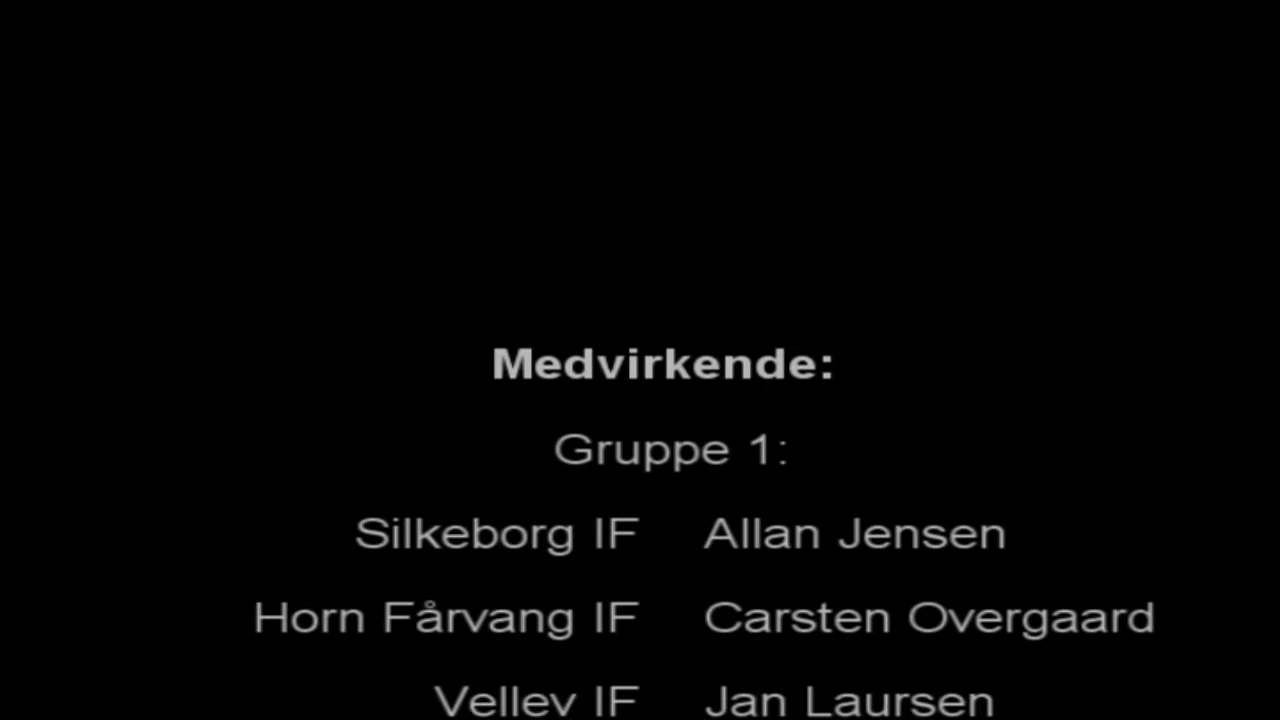 Medvirkende:
Gruppe 1:
Silkeborg IF Allan Jensen
Horn Fårvang IF Carsten Overgaard
Vellev IF Jan Laursen